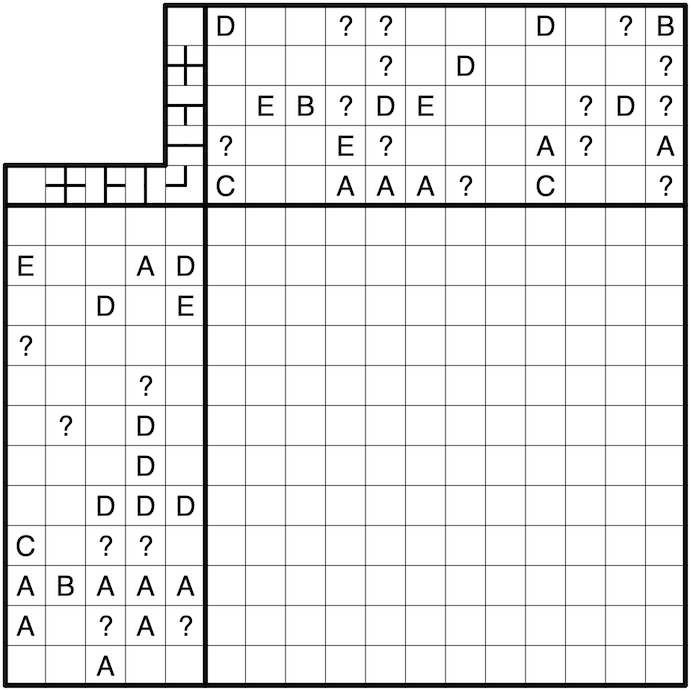 D ? ? D ? B
? D ?
E B ? D E ? D ?
? E ? A ? A
C A A A ? C ?
E A D
D E
?
?
? D
D
D D D
C ? ?
A B A A A
A ? A ?
A